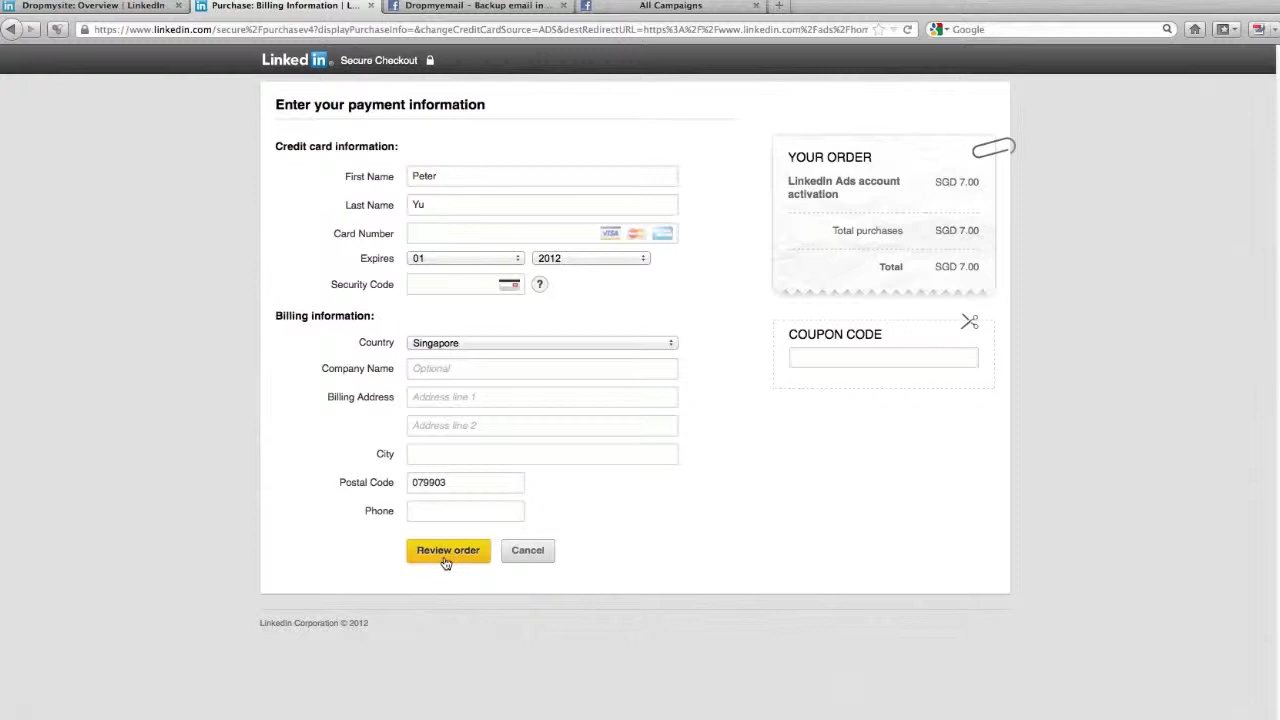 Dropmysite: Overview | LinkedIn
Purchase: Billing Information | L...
Dropmyemail - Backup email in...
All Campaigns
https://www.linkedin.com/secure%2Fpurchasev4?displayPurchaseInfo=&changeCreditCardSource=ADS&destRedirectURL=https%3A%2F%2Fwww.linkedin.com%2Fads%2Fhom
Google
Linked in Secure Checkout
Enter your payment information
Credit card information:
First Name Peter
Last Name Yu
Card Number VISA
Expires 01 2012
Security Code ?
Billing information:
Country Singapore
Company Name Optional
Billing Address Address line 1
Address line 2
City
Postal Code 079903
Phone
Review order Cancel
YOUR ORDER
LinkedIn Ads account SGD 7.00
activation
Total purchases SGD 7.00
Total SGD 7.00
COUPON CODE
LinkedIn Corporation © 2012